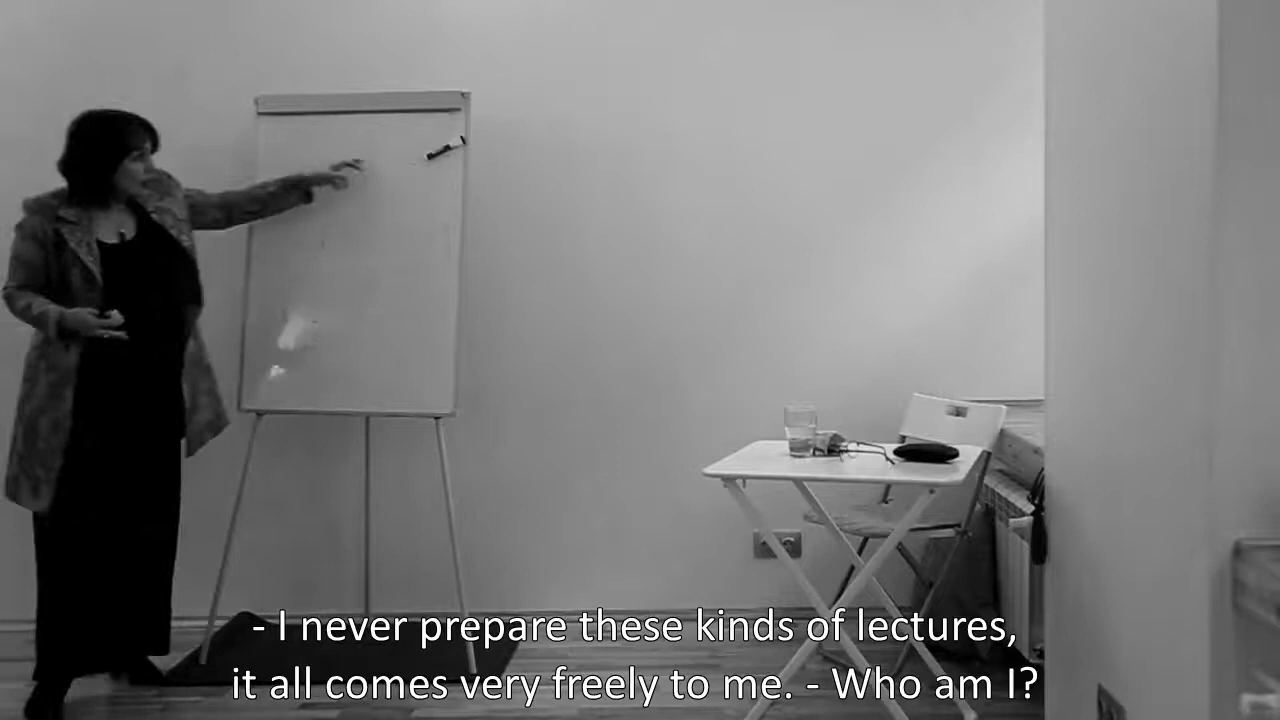 - I never prepare these kinds of lectures,
it all comes very freely to me. - Who am I?